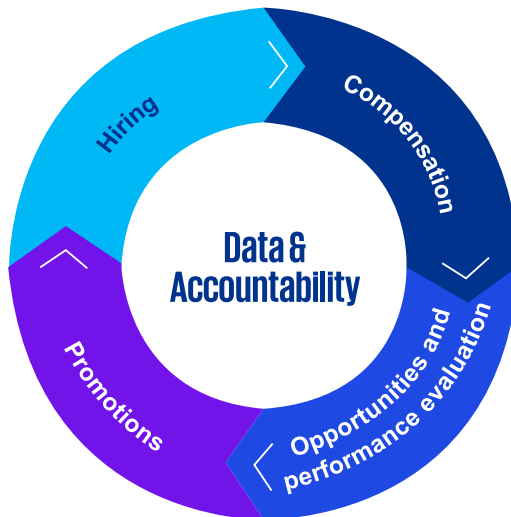 Hiring
Compensation
Data &
Accountability
Opportunities and
performance evaluation
Promotions